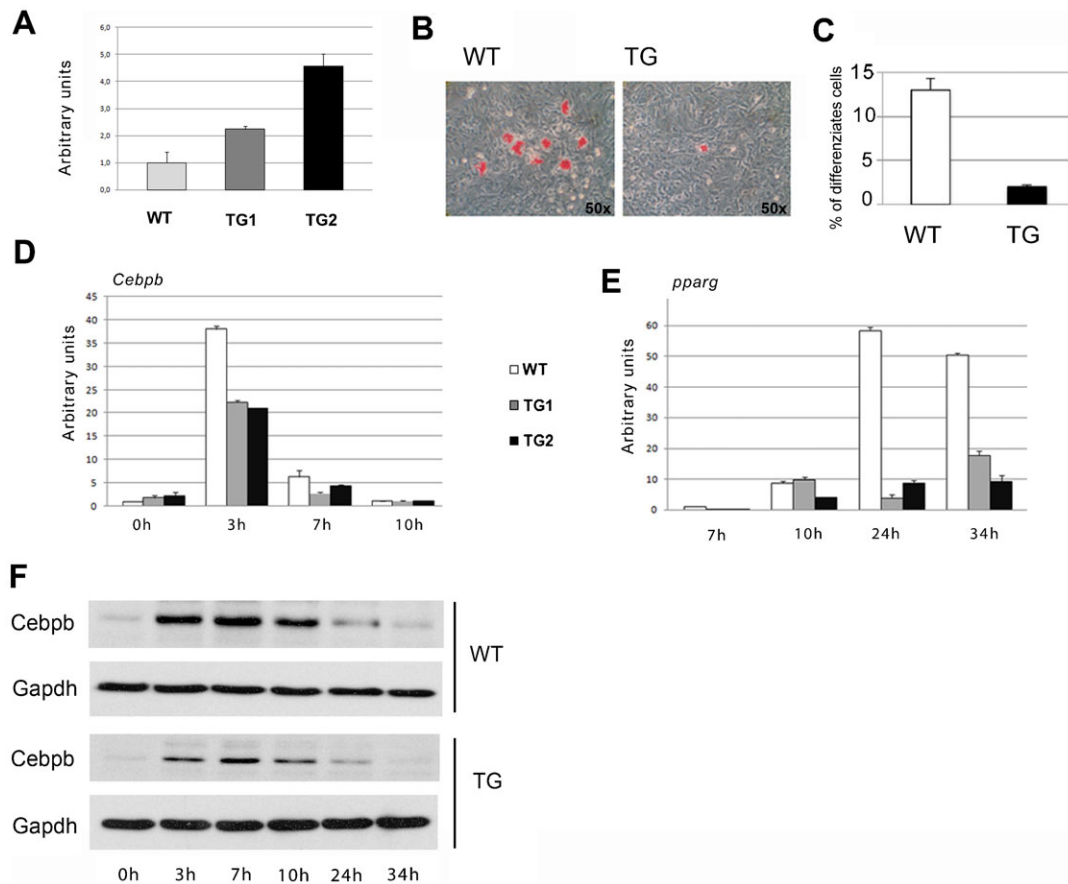 A
Arbitrary units
6,0
5,0
4,0
3,0
2,0
1,0
0,0
WT TG1 TG2
B
WT TG
50x 50x
C
% of differenziates cells
15
10
5
0
WT TG
D
Cebpb
Arbitrary units
45
40
35
30
25
20
15
10
5
0
0h 3h 7h 10h
WT
TG1
TG2
E
pparg
Arbitrary units
60
50
40
30
20
10
0
7h 10h 24h 34h
F
Cebpb
Gapdh
WT
Cebpb
Gapdh
TG
0h 3h 7h 10h 24h 34h